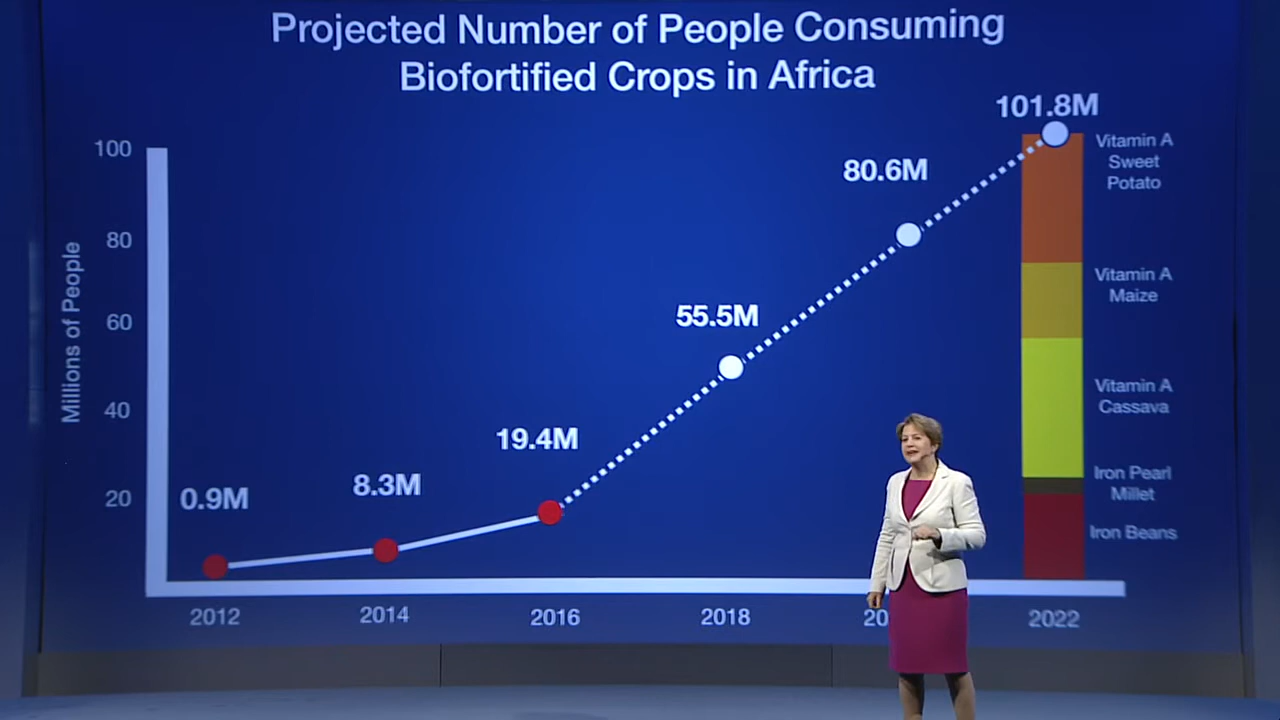 Projected Number of People Consuming
Biofortified Crops in Africa
101.8M
80.6M
55.5M
19.4M
8.3M
0.9M
Millions of People
100
80
60
40
20
Vitamin A
Sweet
Potato
Vitamin A
Maize
Vitamin A
Cassava
Iron Pearl
Millet
Iron Beans
2012
2014
2016
2018
20
2022